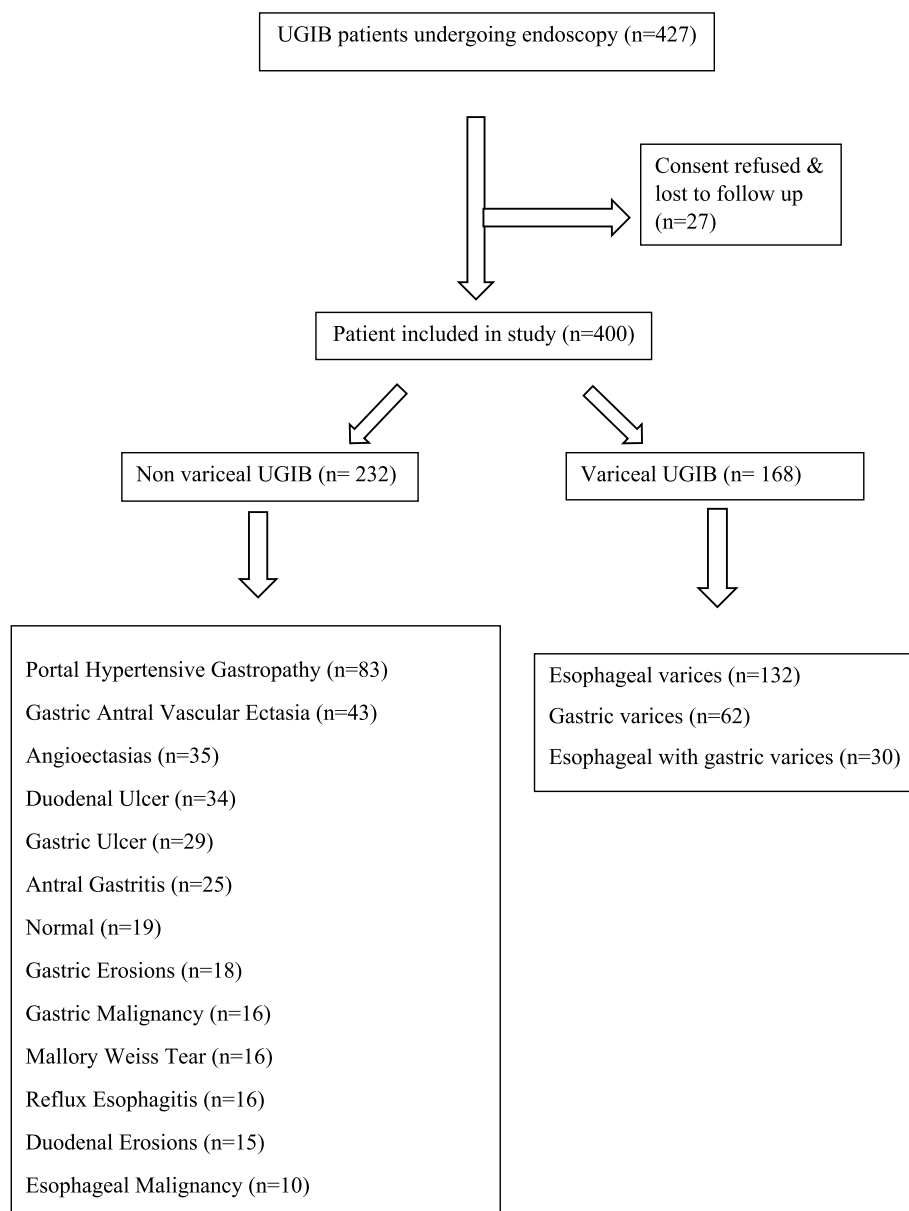 UGIB patients undergoing endoscopy (n=427)
Consent refused &
lost to follow up
(n=27)
Patient included in study (n=400)
Non variceal UGIB (n= 232)
Variceal UGIB (n= 168)
Portal Hypertensive Gastropathy (n=83)
Gastric Antral Vascular Ectasia (n=43)
Angioectasias (n=35)
Duodenal Ulcer (n=34)
Gastric Ulcer (n=29)
Antral Gastritis (n=25)
Normal (n=19)
Gastric Erosions (n=18)
Gastric Malignancy (n=16)
Mallory Weiss Tear (n=16)
Reflux Esophagitis (n=16)
Duodenal Erosions (n=15)
Esophageal Malignancy (n=10)
Esophageal varices (n=132)
Gastric varices (n=62)
Esophageal with gastric varices (n=30)